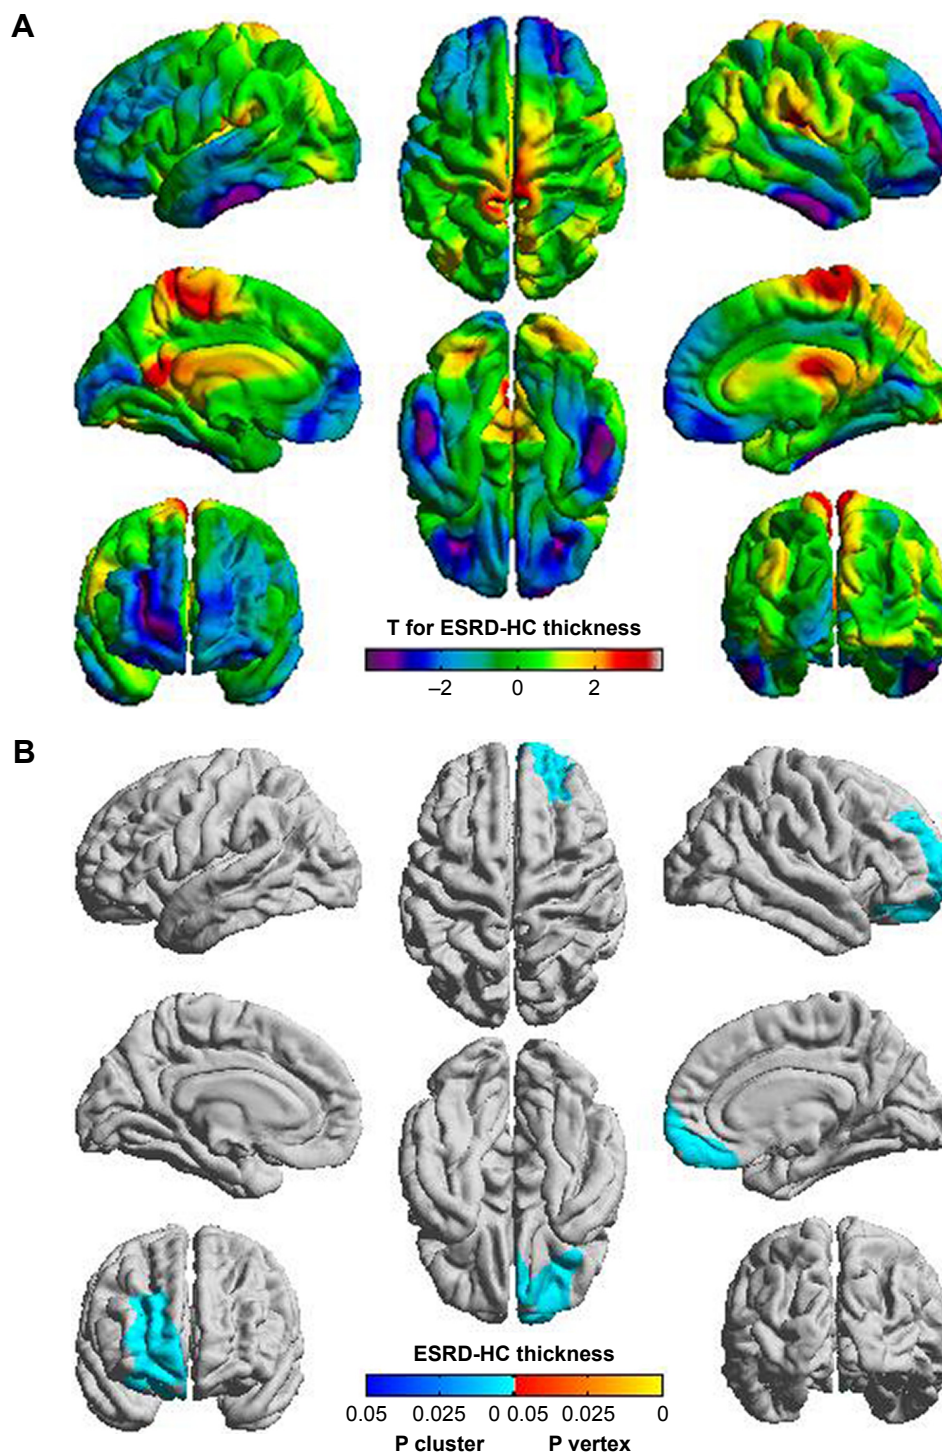 A
T for ESRD-HC thickness
–2 0 2
B
ESRD-HC thickness
0.05 0.025 0 0.05 0.025 0
P cluster P vertex